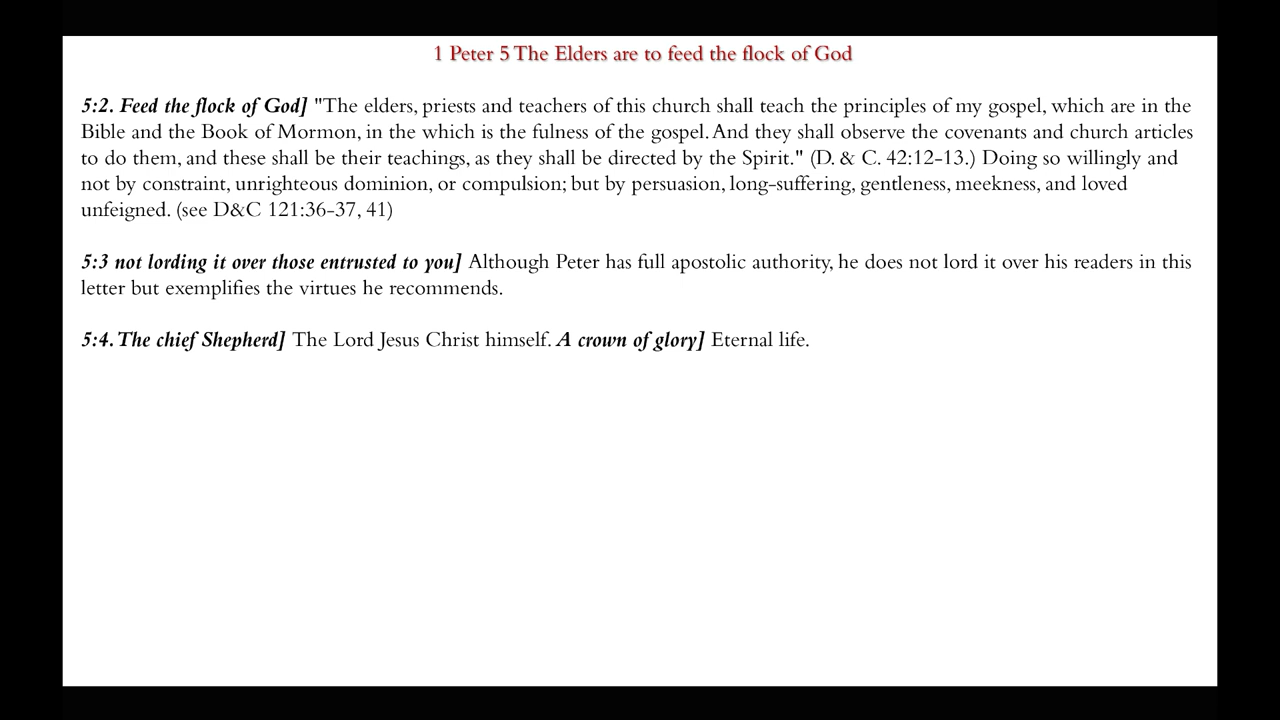 1 Peter 5 The Elders are to feed the flock of God
5:2. Feed the flock of God] "The elders, priests and teachers of this church shall teach the principles of my gospel, which are in the
Bible and the Book of Mormon, in the which is the fulness of the gospel. And they shall observe the covenants and church articles
to do them, and these shall be their teachings, as they shall be directed by the Spirit." (D. & C. 42:12-13.) Doing so willingly and
not by constraint, unrighteous dominion, or compulsion; but by persuasion, long-suffering, gentleness, meekness, and loved
unfeigned. (see D&C 121:36-37, 41)
5:3 not lording it over those entrusted to you] Although Peter has full apostolic authority, he does not lord it over his readers in this
letter but exemplifies the virtues he recommends.
5:4. The chief Shepherd] The Lord Jesus Christ himself. A crown of glory] Eternal life.